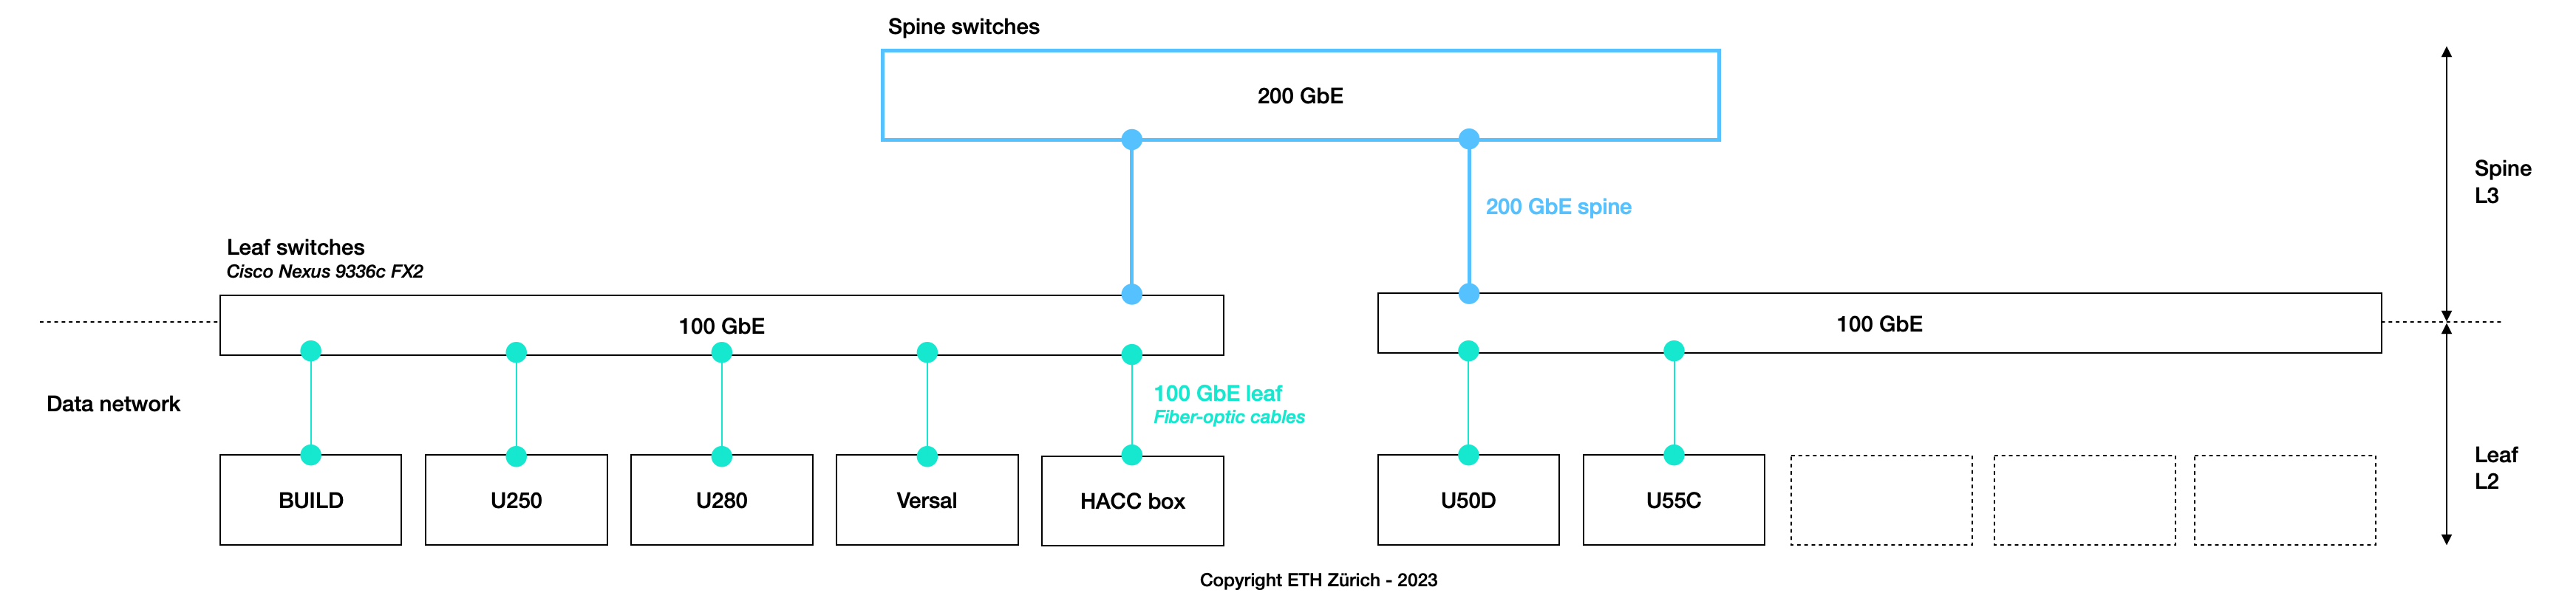 Spine switches
200 GbE
Spine
L3
200 GbE spine
Leaf switches
Cisco Nexus 9336c FX2
100 GbE
100 GbE
Data network
100 GbE leaf
Fiber-optic cables
BUILD
U250
U280
Versal
HACC box
U50D
U55C
Leaf
L2
Copyright ETH Zürich - 2023